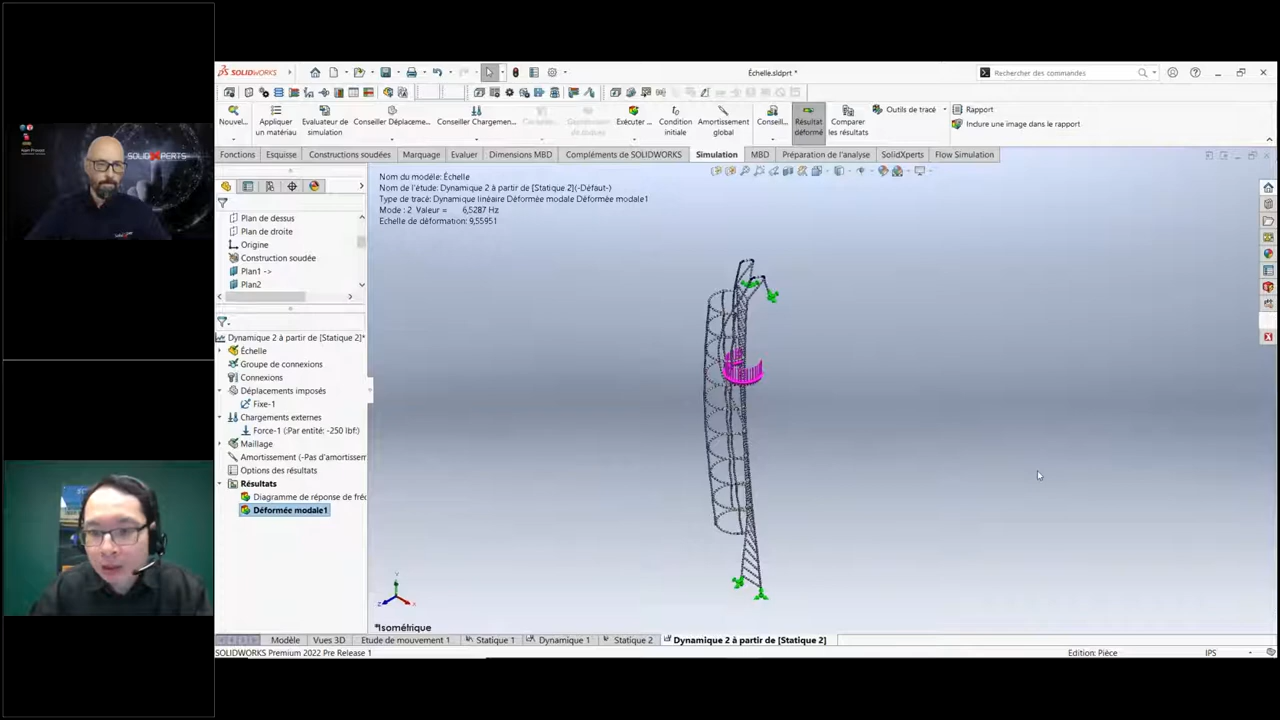 SOLIDXPERTS
SOLIDWORKS
Échelle.sldprt *
Rechercher des commandes
Nouvel...
Appliquer un matériau
Évaluateur de simulation
Conseiller Déplaceme...
Conseiller Chargemen...
Exécuter ...
Condition initiale
Amortissement global
Conseil...
Résultat déformé
Comparer les résultats
Outils de tracé
Rapport
Indure une image dans le rapport
Fonctions
Esquisse
Constructions soudées
Marquage
Evaluer
Dimensions MBD
Compléments de SOLIDWORKS
Simulation
MBD
Préparation de l'analyse
SolidXperts
Flow Simulation
Nom du modèle: Échelle
Nom de l'étude: Dynamique 2 à partir de [Statique 2](-Défaut-)
Type de tracé: Dynamique linéaire Déformée modale Déformée modale1
Mode : 2 Valeur = 6,5287 Hz
Echelle de déformation: 9,55951
Plan de dessus
Plan de droite
Origine
Construction soudée
Plan1 ->
Plan2
Dynamique 2 à partir de [Statique 2]*
Échelle
Groupe de connexions
Connexions
Déplacements imposés
Fixe-1
Chargements externes
Force-1 (:Par entité: -250 lbf:)
Maillage
Amortissement (-Pas d'amortissem
Options des résultats
Résultats
Diagramme de réponse de fré
Déformée modale1
*Isométrique
Modèle
Vues 3D
Etude de mouvement 1
Statique 1
Dynamique 1
Statique 2
Dynamique 2 à partir de [Statique 2]
SOLIDWORKS Premium 2022 Pre Release 1
Edition: Pièce
IPS